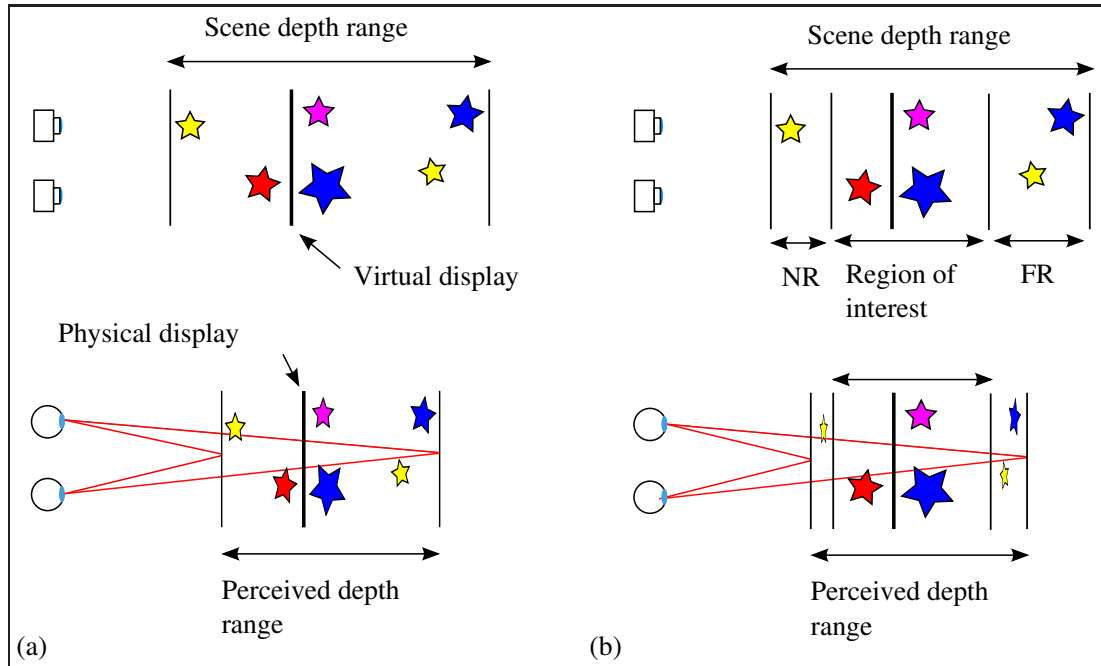 Scene depth range
Virtual display
Physical display
Perceived depth
range
(a)
Scene depth range
NR
Region of
interest
FR
Perceived depth
range
(b)